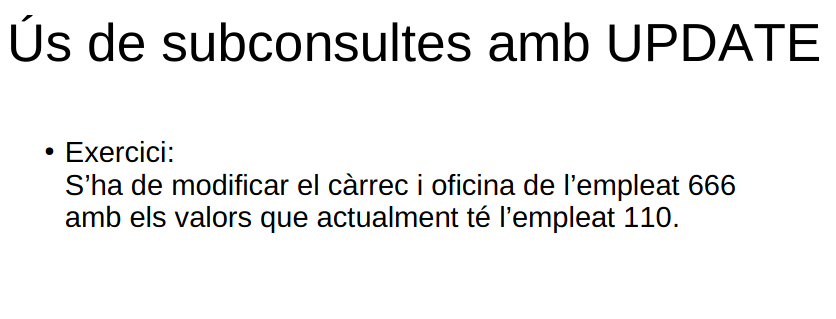 Ús de subconsultes amb UPDATE
• Exercici:
S’ha de modificar el càrrec i oficina de l’empleat 666
amb els valors que actualment té l’empleat 110.